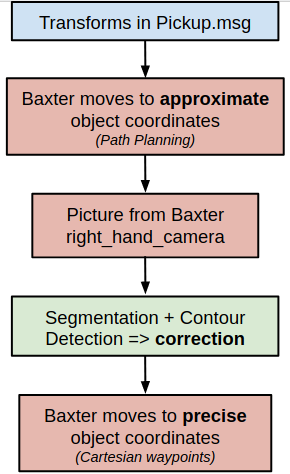 Transforms in Pickup.msg
Baxter moves to approximate
object coordinates
(Path Planning)
Picture from Baxter
right_hand_camera
Segmentation + Contour
Detection => correction
Baxter moves to precise
object coordinates
(Cartesian waypoints)